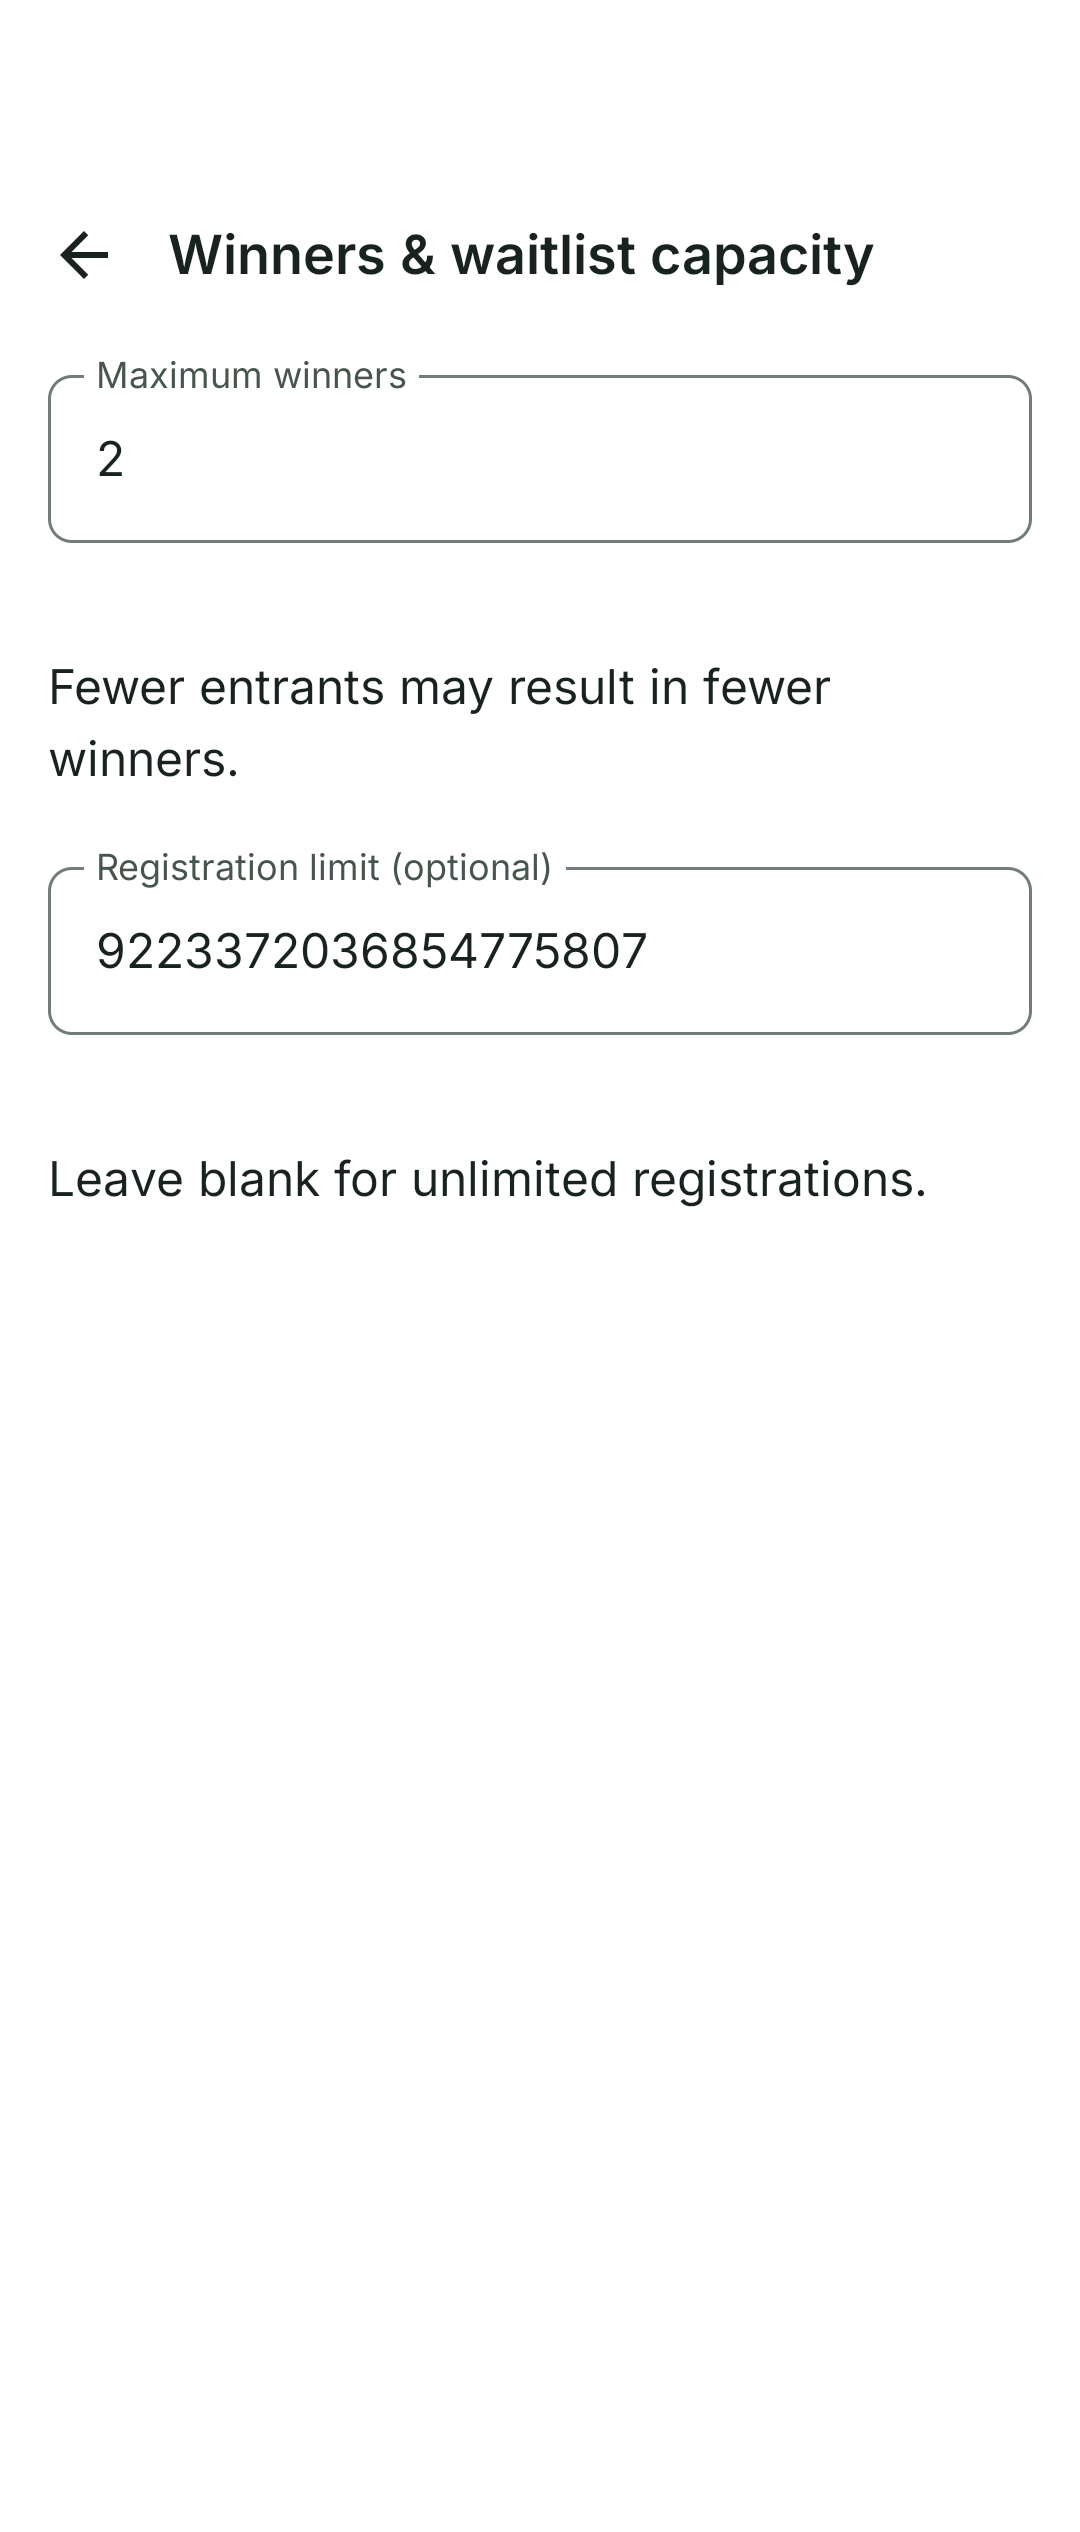 Winners & waitlist capacity
Maximum winners
2
Fewer entrants may result in fewer
winners.
Registration limit (optional)
9223372036854775807
Leave blank for unlimited registrations.